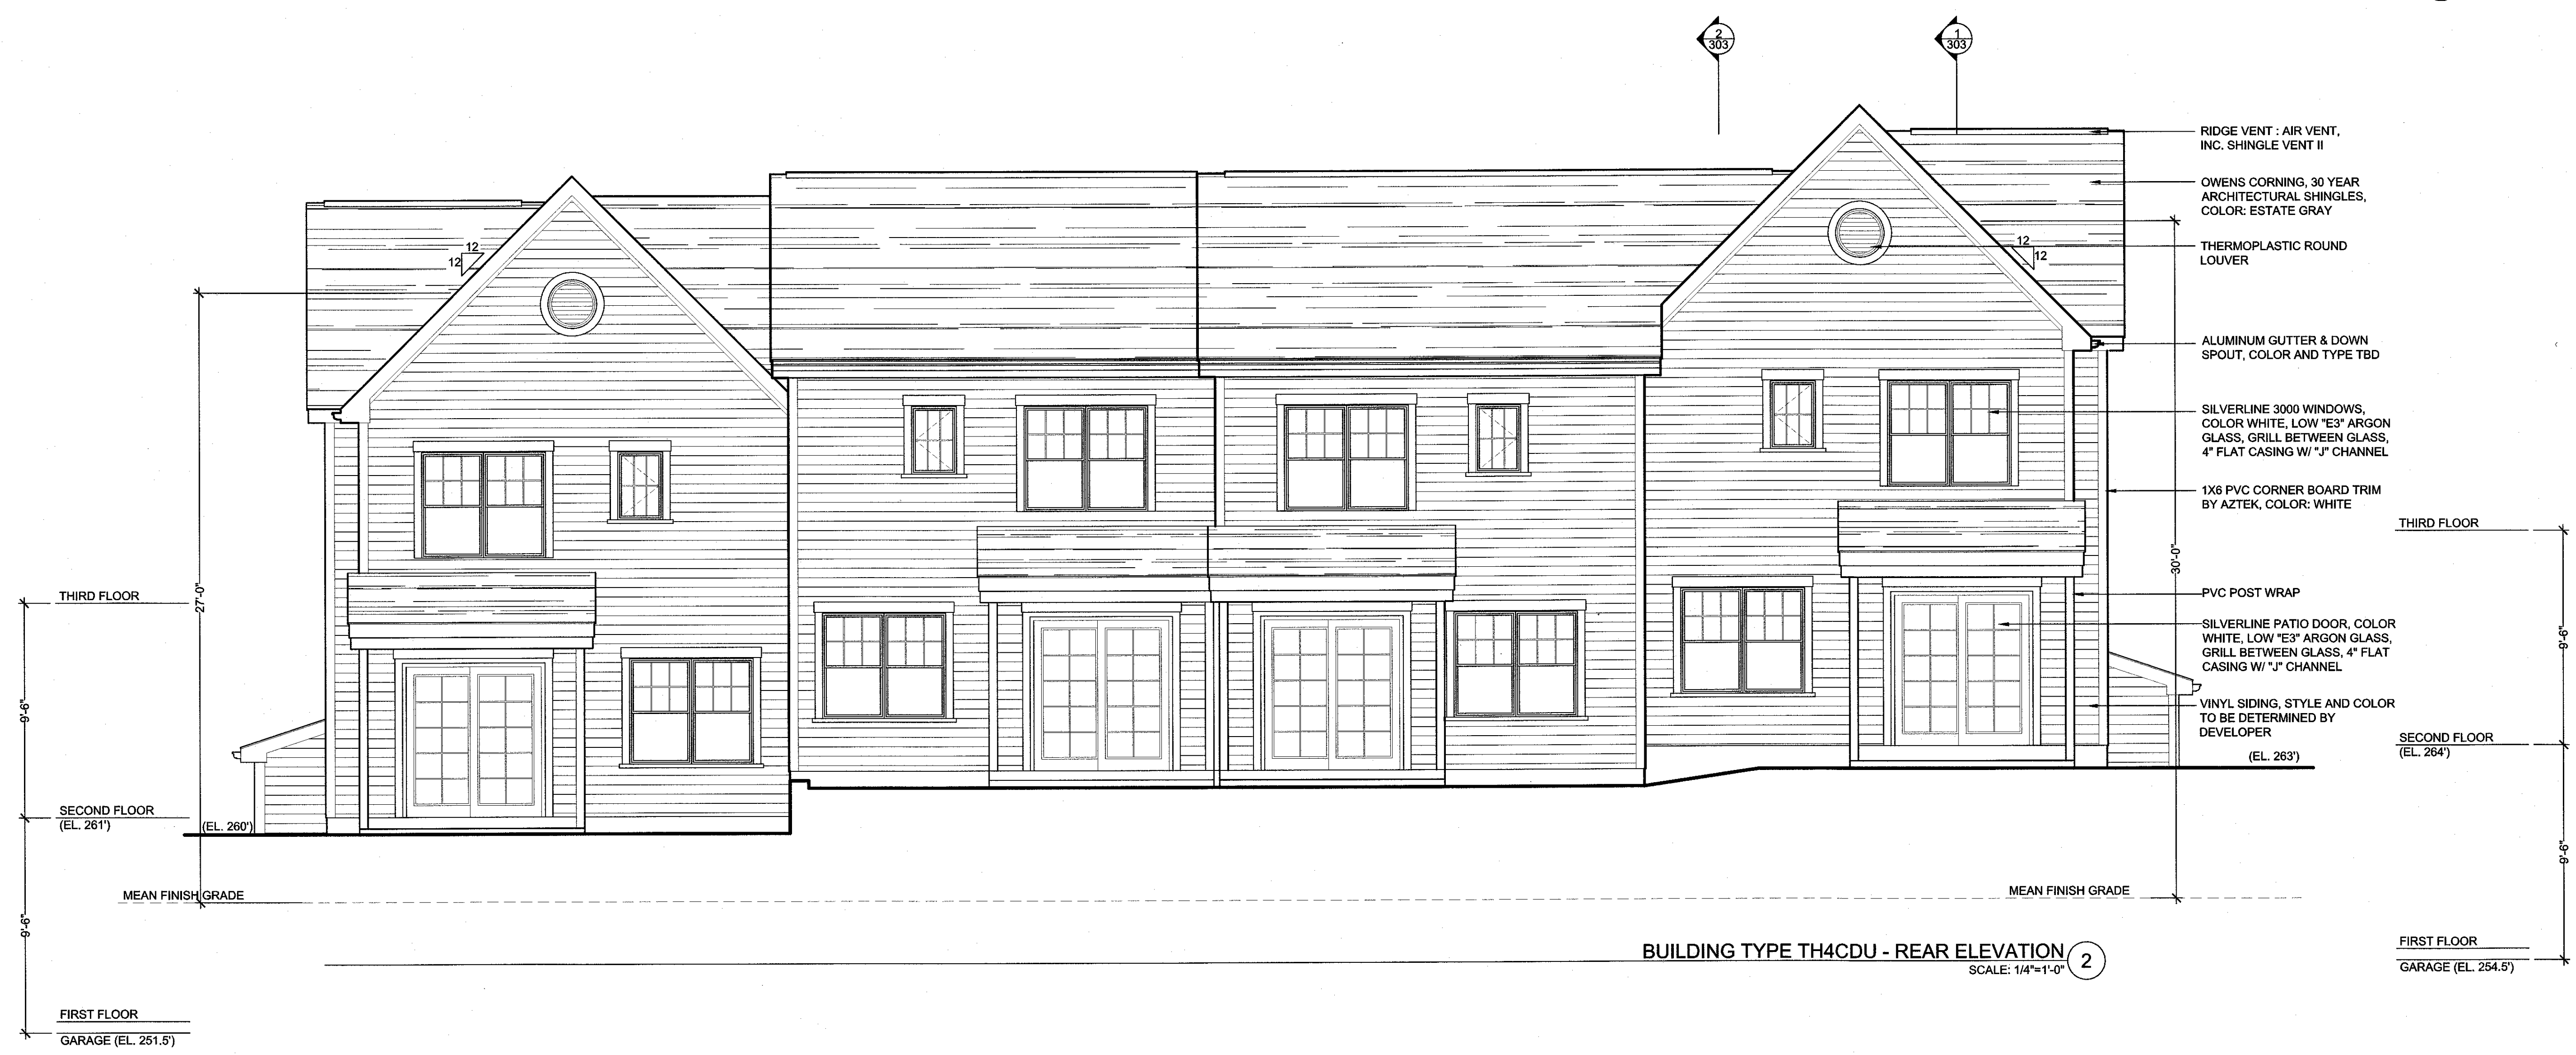 2
303
1
303
RIDGE VENT : AIR VENT,
INC. SHINGLE VENT II
OWENS CORNING, 30 YEAR
ARCHITECTURAL SHINGLES,
COLOR: ESTATE GRAY
THERMOPLASTIC ROUND
LOUVER
12
12
12
12
ALUMINUM GUTTER & DOWN
SPOUT, COLOR AND TYPE TBD
SILVERLINE 3000 WINDOWS,
COLOR WHITE, LOW "E3" ARGON
GLASS, GRILL BETWEEN GLASS,
4" FLAT CASING W/ "J" CHANNEL
1X6 PVC CORNER BOARD TRIM
BY AZTEK, COLOR: WHITE
THIRD FLOOR
30'-0"
PVC POST WRAP
SILVERLINE PATIO DOOR, COLOR
WHITE, LOW "E3" ARGON GLASS,
GRILL BETWEEN GLASS, 4" FLAT
CASING W/ "J" CHANNEL
9'-6"
VINYL SIDING, STYLE AND COLOR
TO BE DETERMINED BY
DEVELOPER
(EL. 263')
SECOND FLOOR
(EL. 264')
9'-6"
THIRD FLOOR
27'-0"
9'-6"
SECOND FLOOR
(EL. 261')
(EL. 260')
MEAN FINISH GRADE
MEAN FINISH GRADE
9'-6"
BUILDING TYPE TH4CDU - REAR ELEVATION
2
SCALE: 1/4"=1'-0"
FIRST FLOOR
GARAGE (EL. 254.5')
FIRST FLOOR
GARAGE (EL. 251.5')